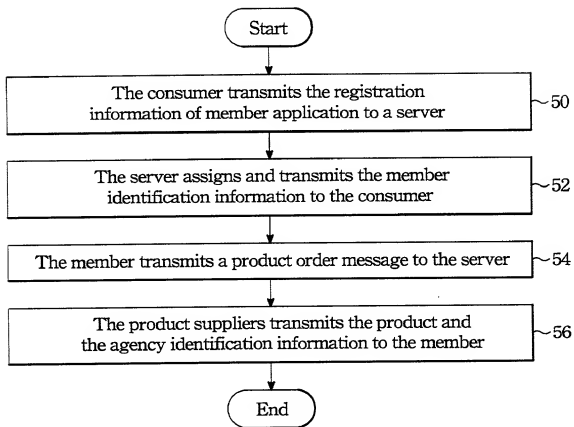 Start
The consumer transmits the registration
information of member application to a server
50
The server assigns and transmits the member
identification information to the consumer
52
The member transmits a product order message to the server
54
The product suppliers transmits the product and
the agency identification information to the member
56
End